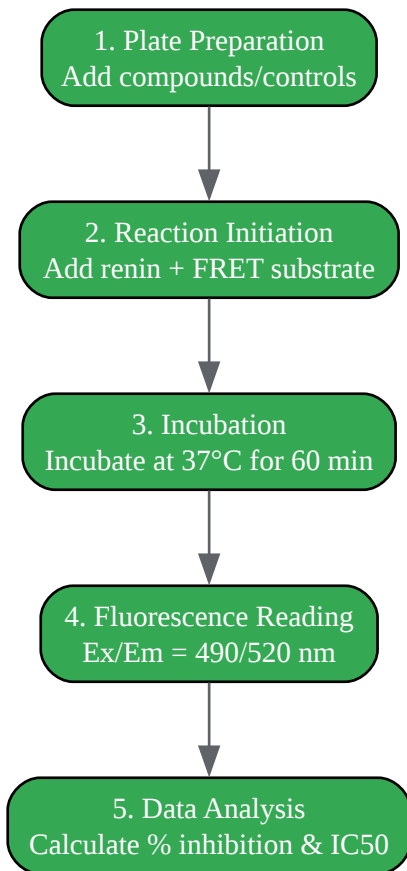 1. Plate Preparation
Add compounds/controls
2. Reaction Initiation
Add renin + FRET substrate
3. Incubation
Incubate at 37°C for 60 min
4. Fluorescence Reading
Ex/Em = 490/520 nm
5. Data Analysis
Calculate % inhibition & IC50